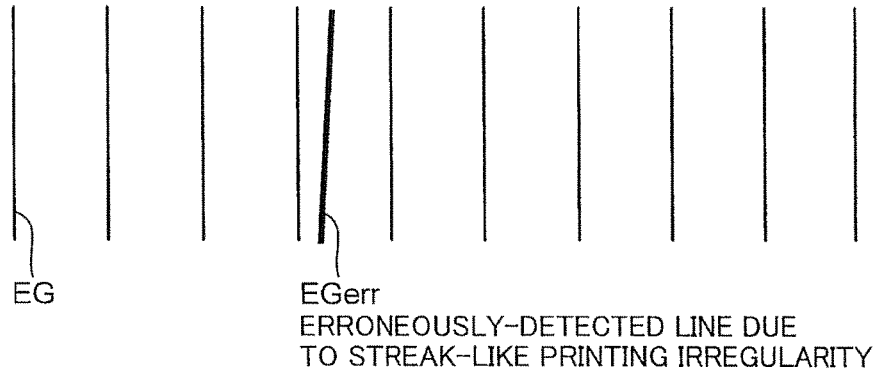 EG
EGerr
ERRONEOUSLY-DETECTED LINE DUE
TO STREAK-LIKE PRINTING IRREGULARITY